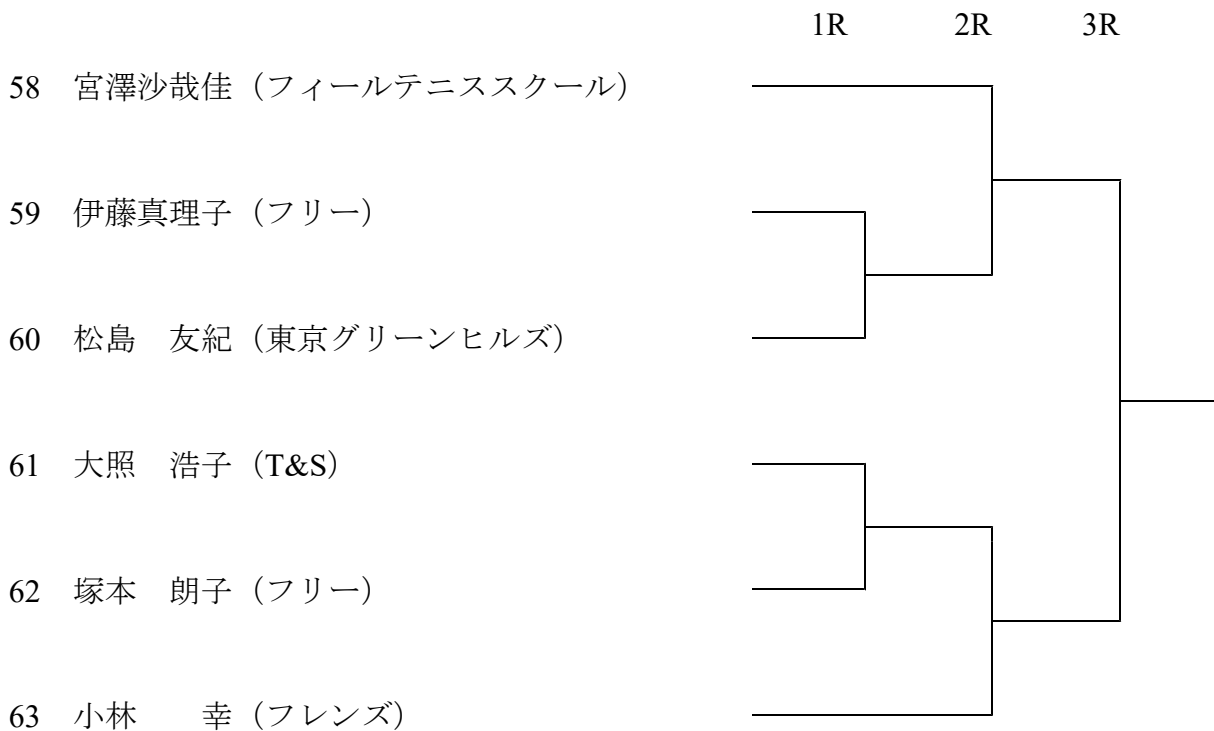 1R 2R 3R
58 宮澤沙哉佳（フィールテニススクール）
59 伊藤真理子（フリー）
60 松島　友紀（東京グリーンヒルズ）
61 大照　浩子（T&S）
62 塚本　朗子（フリー）
63 小林　　幸（フレンズ）